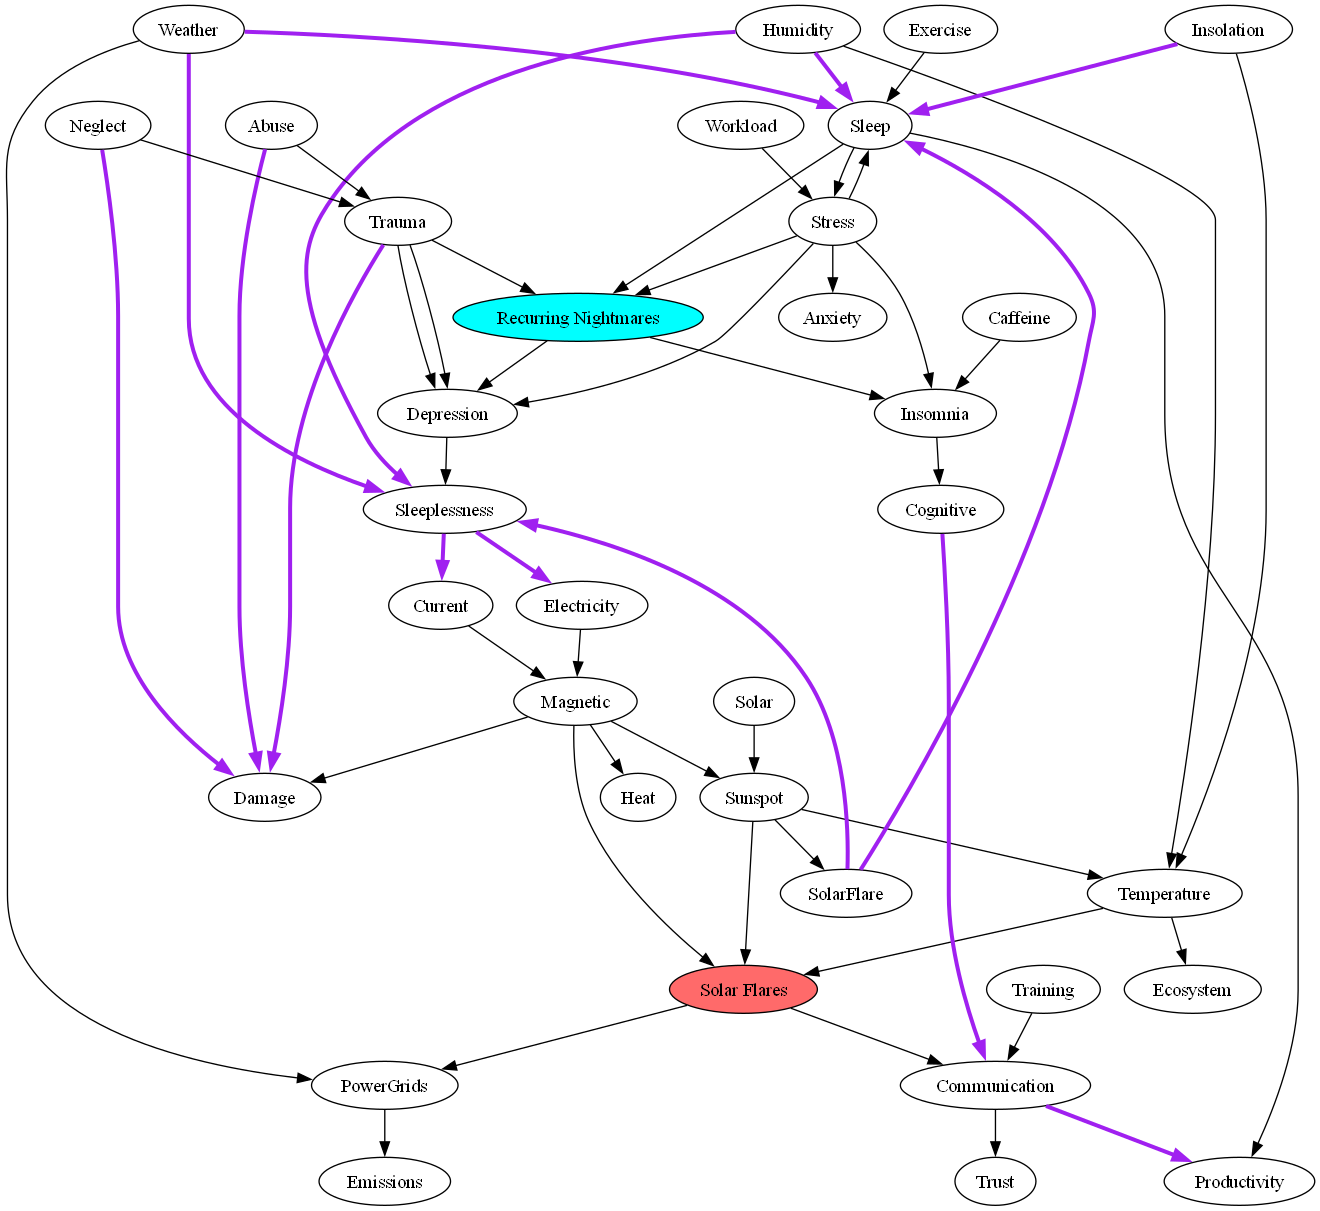 Weather
Humidity
Exercise
Insolation
Neglect
Abuse
Workload
Sleep
Trauma
Stress
Recurring Nightmares
Anxiety
Caffeine
Depression
Insomnia
Sleeplessness
Cognitive
Current
Electricity
Magnetic
Solar
Damage
Heat
Sunspot
SolarFlare
Temperature
Solar Flares
Training
Ecosystem
PowerGrids
Communication
Emissions
Trust
Productivity